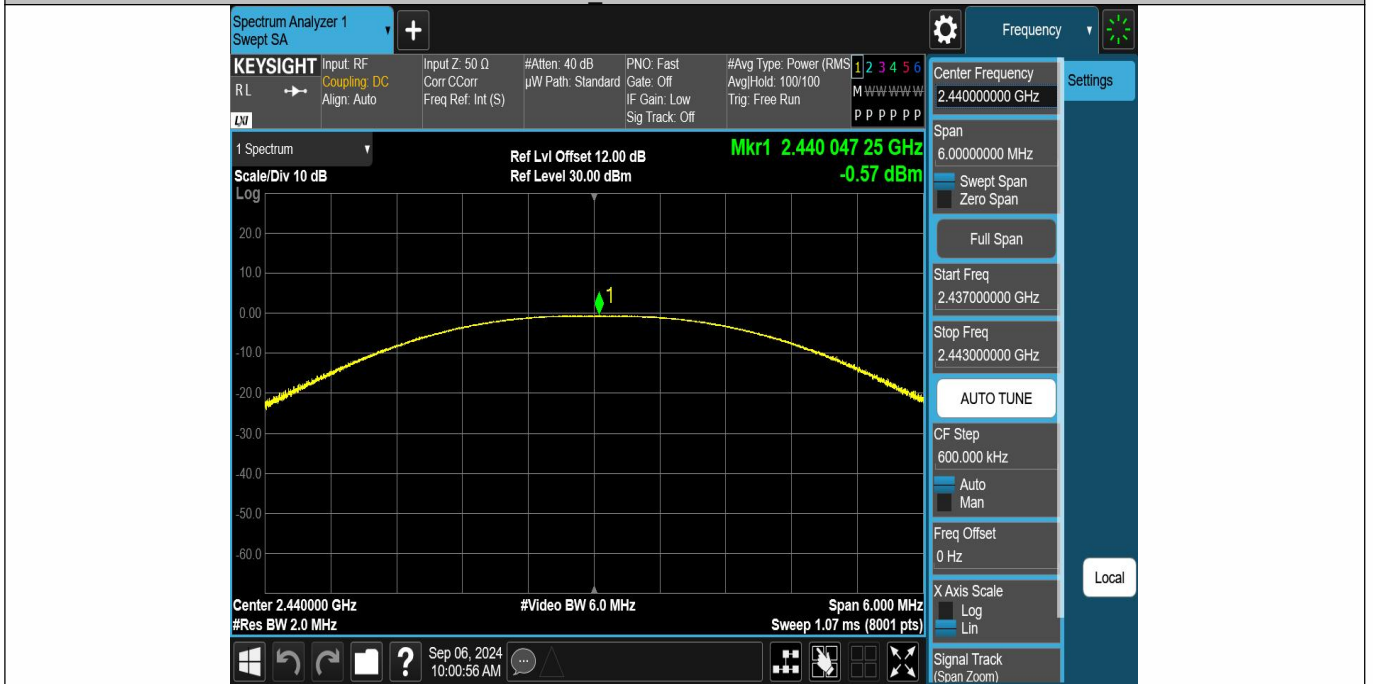 Spectrum Analyzer 1
Swept SA
+
Frequency
KEYSIGHT
RL
LXI
Input: RF
Coupling: DC
Align: Auto
Input Z: 50 Ω
Corr CCorr
Freq Ref: Int (S)
#Atten: 40 dB
µW Path: Standard
PNO: Fast
Gate: Off
IF Gain: Low
Sig Track: Off
#Avg Type: Power (RMS
Avg|Hold: 100/100
Trig: Free Run
1 2 3 4 5 6
M W W W W W
P P P P P P
Center Frequency
2.440000000 GHz
Settings
1 Spectrum
Scale/Div 10 dB
Ref Lvl Offset 12.00 dB
Ref Level 30.00 dBm
Mkr1 2.440 047 25 GHz
-0.57 dBm
Span
6.00000000 MHz
Swept Span
Zero Span
Full Span
Start Freq
2.437000000 GHz
Stop Freq
2.443000000 GHz
AUTO TUNE
CF Step
600.000 kHz
Auto
Man
Freq Offset
0 Hz
X Axis Scale
Log
Lin
Signal Track
(Span Zoom)
Local
Log
20.0
10.0
0.00
-10.0
-20.0
-30.0
-40.0
-50.0
-60.0
1
Center 2.440000 GHz
#Res BW 2.0 MHz
#Video BW 6.0 MHz
Span 6.000 MHz
Sweep 1.07 ms (8001 pts)
?
Sep 06, 2024
10:00:56 AM